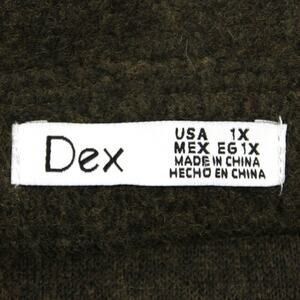 Dex
USA 1X
MEX EG 1X
MADE IN CHINA
HECHO EN CHINA